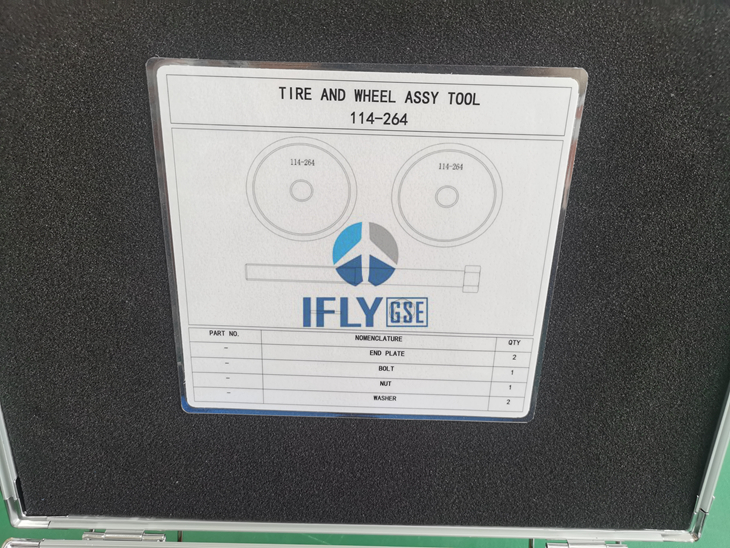 TIRE AND WHEEL ASSY TOOL
114-264
114-264 114-264
IFLY GSE
PART NO. NOMENCLATURE QTY
- END PLATE 2
- BOLT 1
- NUT 1
- WASHER 2